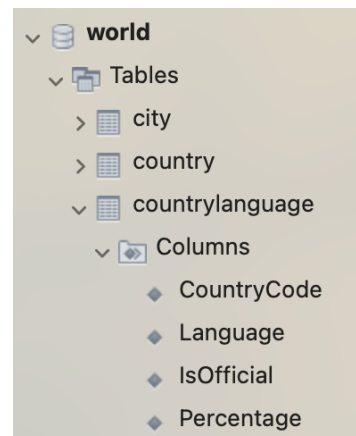 world
Tables
city
country
countrylanguage
Columns
CountryCode
Language
IsOfficial
Percentage